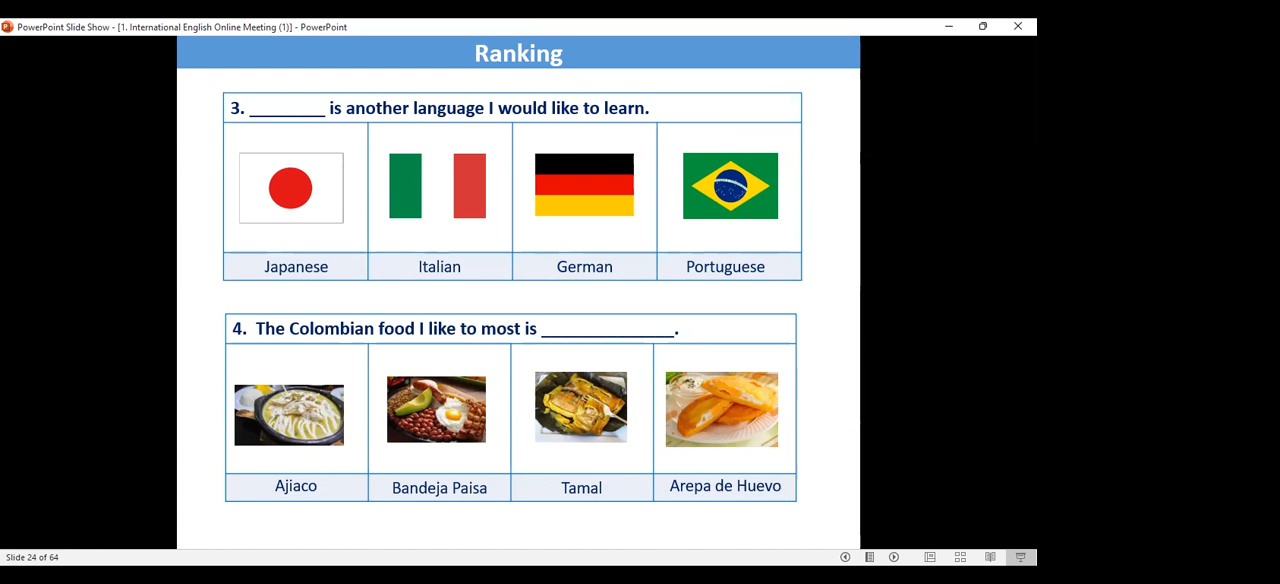 PowerPoint Slide Show - [1. International English Online Meeting (1)] - PowerPoint
Ranking
3. ________ is another language I would like to learn.
Japanese Italian German Portuguese
4. The Colombian food I like to most is ______________.
Ajiaco Bandeja Paisa Tamal Arepa de Huevo
Slide 24 of 64